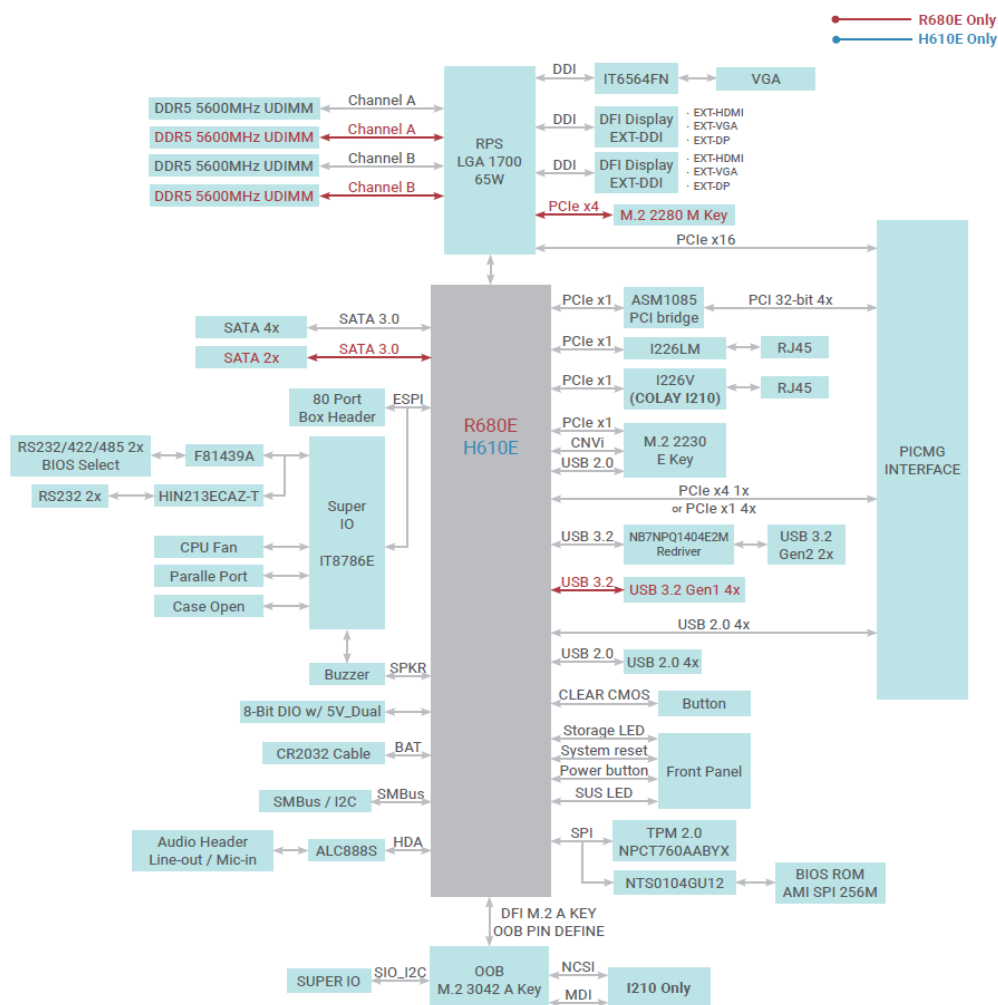 R680E Only
H610E Only
DDR5 5600MHz UDIMM
Channel A
DDR5 5600MHz UDIMM
Channel A
DDR5 5600MHz UDIMM
Channel B
DDR5 5600MHz UDIMM
Channel B
RPS
LGA 1700
65W
DDI
IT6564FN
VGA
DDI
DFI Display
EXT-DDI
· EXT-HDMI
· EXT-VGA
· EXT-DP
DDI
DFI Display
EXT-DDI
· EXT-HDMI
· EXT-VGA
· EXT-DP
PCIe x4
M.2 2280 M Key
PCIe x16
SATA 4x
SATA 3.0
SATA 2x
SATA 3.0
80 Port
Box Header
ESPI
RS232/422/485 2x
BIOS Select
F81439A
RS232 2x
HIN213ECAZ-T
Super
IO
IT8786E
CPU Fan
Paralle Port
Case Open
Buzzer
SPKR
8-Bit DIO w/ 5V_Dual
CR2032 Cable
BAT
SMBus / I2C
SMBus
Audio Header
Line-out / Mic-in
ALC888S
HDA
R680E
H610E
PCIe x1
ASM1085
PCI bridge
PCI 32-bit 4x
PCIe x1
I226LM
RJ45
PCIe x1
I226V
(COLAY I210)
RJ45
PCIe x1
CNVi
USB 2.0
M.2 2230
E Key
PCIe x4 1x
or PCIe x1 4x
USB 3.2
NB7NPQ1404E2M
Redriver
USB 3.2
Gen2 2x
USB 3.2
USB 3.2 Gen1 4x
USB 2.0 4x
USB 2.0
USB 2.0 4x
CLEAR CMOS
Button
Storage LED
System reset
Power button
SUS LED
Front Panel
SPI
TPM 2.0
NPCT760AABYX
NTS0104GU12
BIOS ROM
AMI SPI 256M
PICMG
INTERFACE
DFI M.2 A KEY
OOB PIN DEFINE
SUPER IO
SIO_I2C
OOB
M.2 3042 A Key
NCSI
MDI
I210 Only